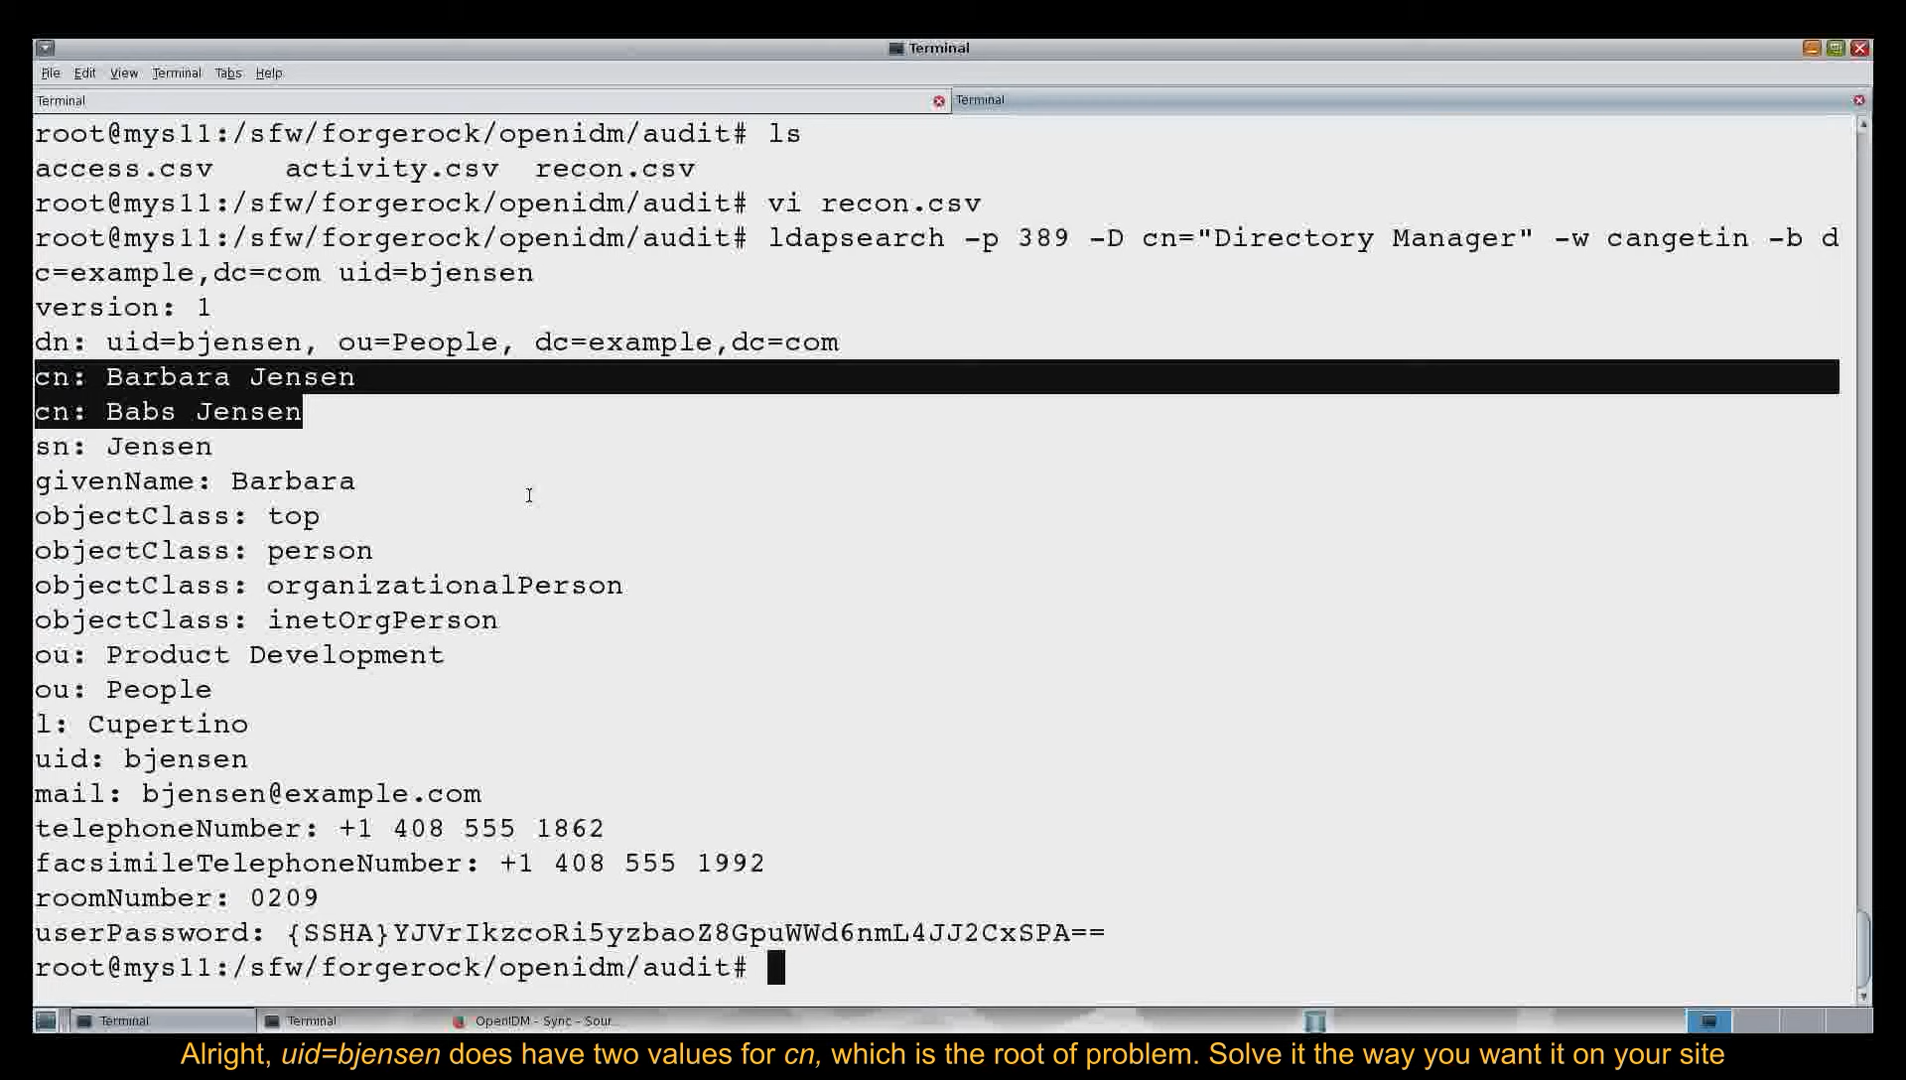 Terminal
File Edit View Terminal Tabs Help
Terminal Terminal
root@mys11:/sfw/forgerock/openidm/audit# ls
access.csv activity.csv recon.csv
root@mys11:/sfw/forgerock/openidm/audit# vi recon.csv
root@mys11:/sfw/forgerock/openidm/audit# ldapsearch -p 389 -D cn="Directory Manager" -w cangetin -b d
c=example,dc=com uid=bjensen
version: 1
dn: uid=bjensen, ou=People, dc=example,dc=com
cn: Barbara Jensen
cn: Babs Jensen
sn: Jensen
givenName: Barbara
objectClass: top
objectClass: person
objectClass: organizationalPerson
objectClass: inetOrgPerson
ou: Product Development
ou: People
l: Cupertino
uid: bjensen
mail: bjensen@example.com
telephoneNumber: +1 408 555 1862
facsimileTelephoneNumber: +1 408 555 1992
roomNumber: 0209
userPassword: {SSHA}YJVrIkzcoRi5yzbaoZ8GpuWWd6nmL4JJ2CxSPA==
root@mys11:/sfw/forgerock/openidm/audit#
Terminal Terminal OpenIDM - Sync - Sour...
Alright, uid=bjensen does have two values for cn, which is the root of problem. Solve it the way you want it on your site